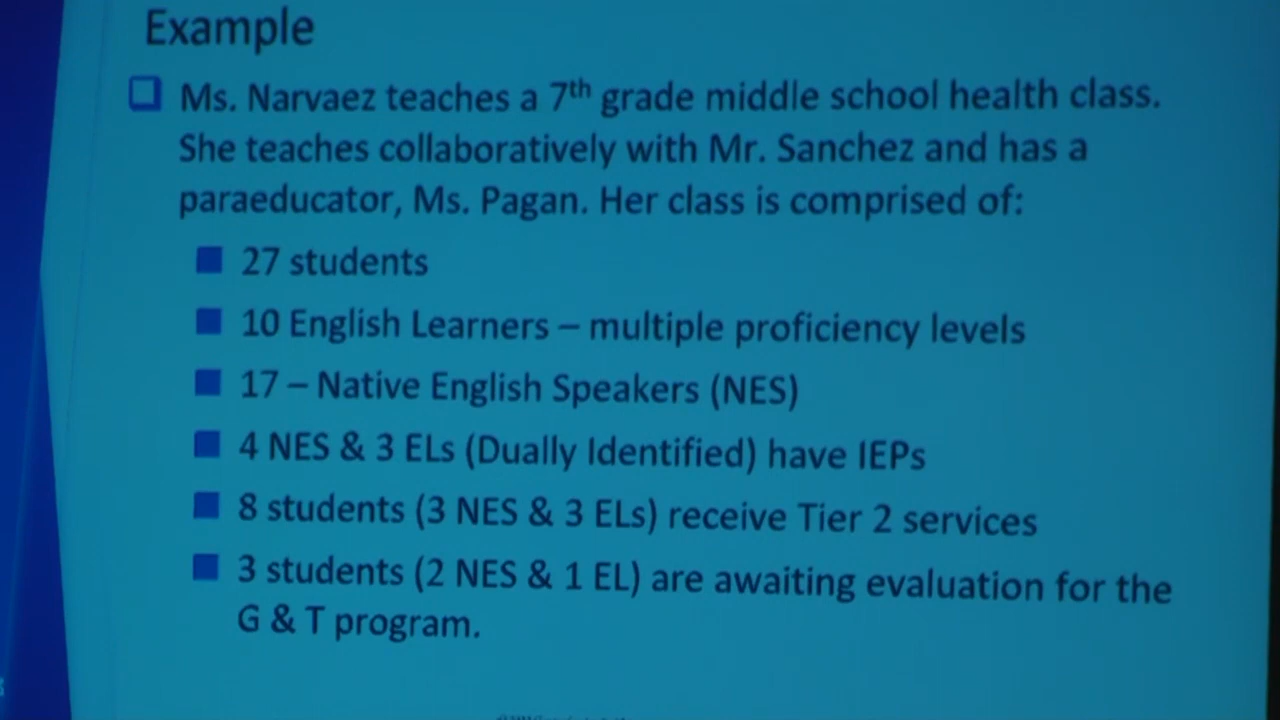 Example
Ms. Narvaez teaches a 7th grade middle school health class.
She teaches collaboratively with Mr. Sanchez and has a
paraeducator, Ms. Pagan. Her class is comprised of:
27 students
10 English Learners – multiple proficiency levels
17 – Native English Speakers (NES)
4 NES & 3 ELs (Dually Identified) have IEPs
8 students (3 NES & 3 ELs) receive Tier 2 services
3 students (2 NES & 1 EL) are awaiting evaluation for the
G & T program.